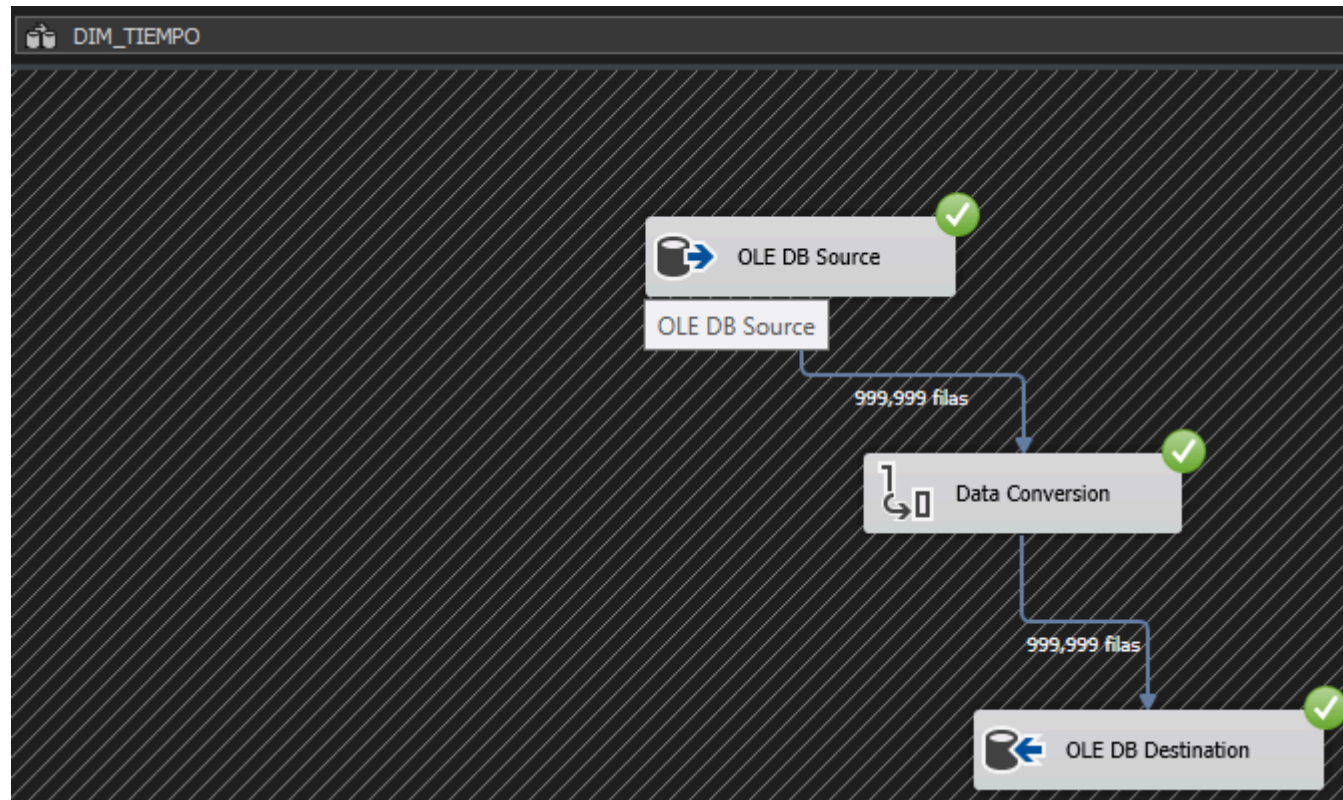 DIM_TIEMPO
OLE DB Source
OLE DB Source
999,999 filas
Data Conversion
999,999 filas
OLE DB Destination